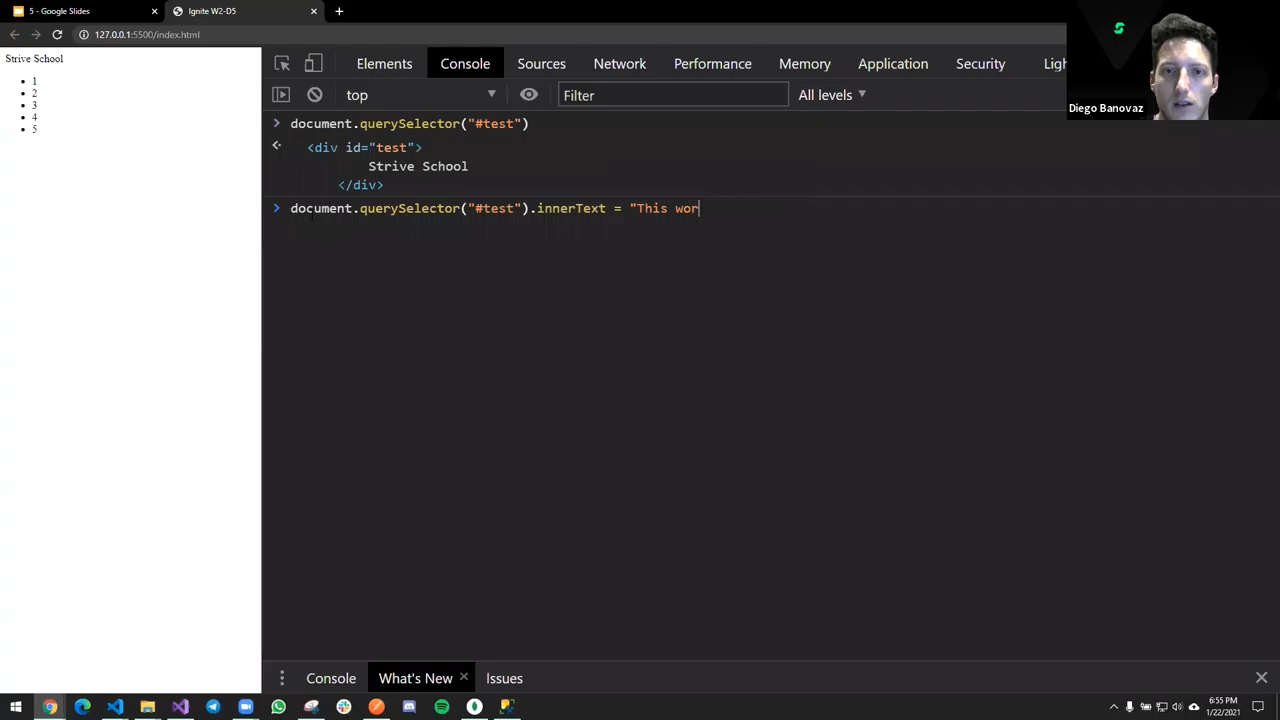 5 - Google Slides
Ignite W2-D5
127.0.0.1:5500/index.html
Strive School
1
2
3
4
5
Elements Console Sources Network Performance Memory Application Security Ligh
top Filter All levels
document.querySelector("#test")
<div id="test">
Strive School
</div>
document.querySelector("#test").innerText = "This wor
Diego Banovaz
Console What's New Issues
6:55 PM
1/22/2021